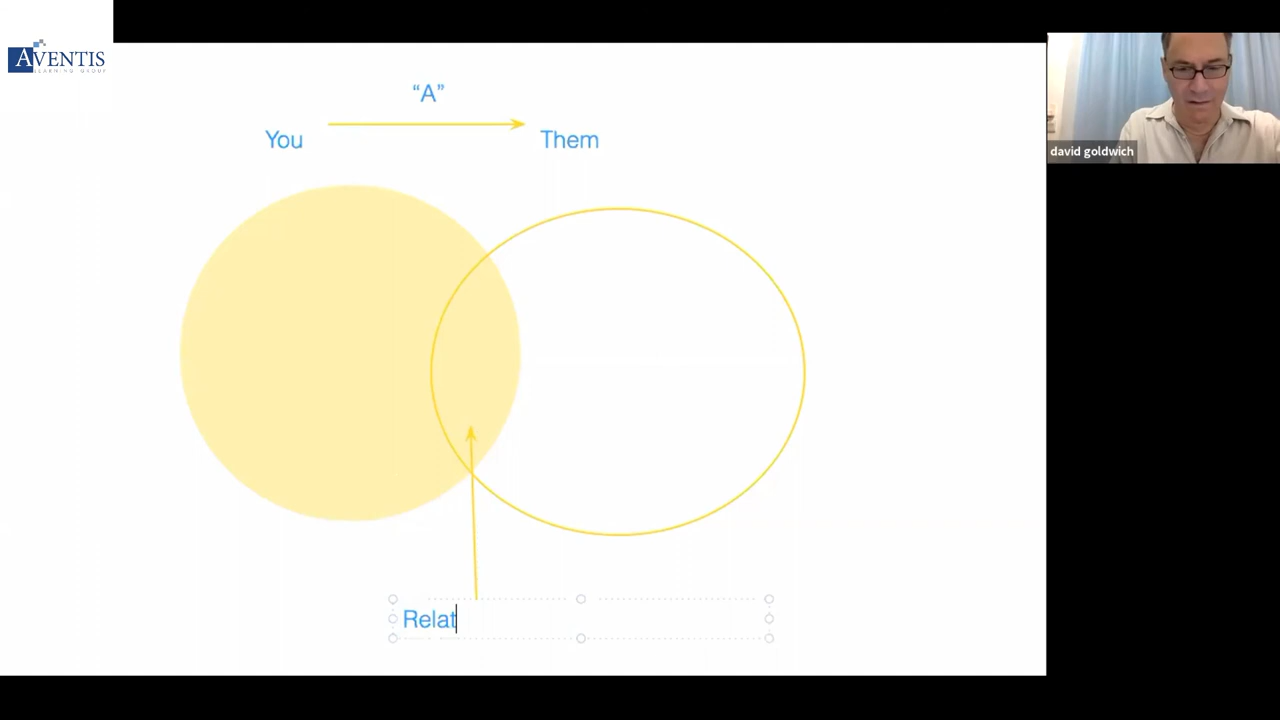 AVENTIS
LEARNING GROUP
“A”
You
Them
david goldwich
Relat